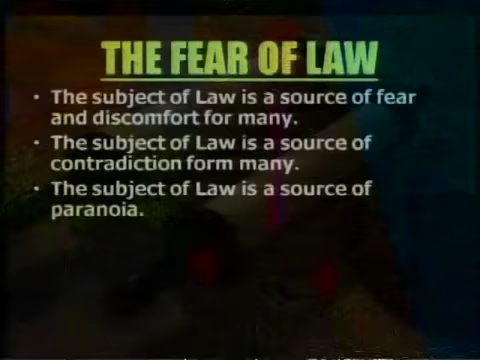 THE FEAR OF LAW
• The subject of Law is a source of fear
and discomfort for many.
• The subject of Law is a source of
contradiction form many.
• The subject of Law is a source of
paranoia.